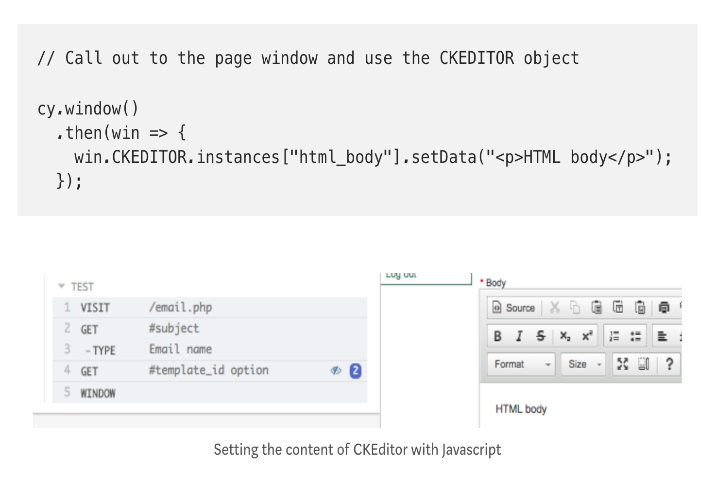 // Call out to the page window and use the CKEDITOR object
cy.window()
.then(win => {
win.CKEDITOR.instances["html_body"].setData("<p>HTML body</p>");
});
TEST
1 VISIT /email.php
2 GET #subject
3 -TYPE Email name
4 GET #template_id option 2
5 WINDOW
Log out
* Body
Source
B I S x₂ x²
Format Size ?
HTML body
Setting the content of CKEditor with Javascript